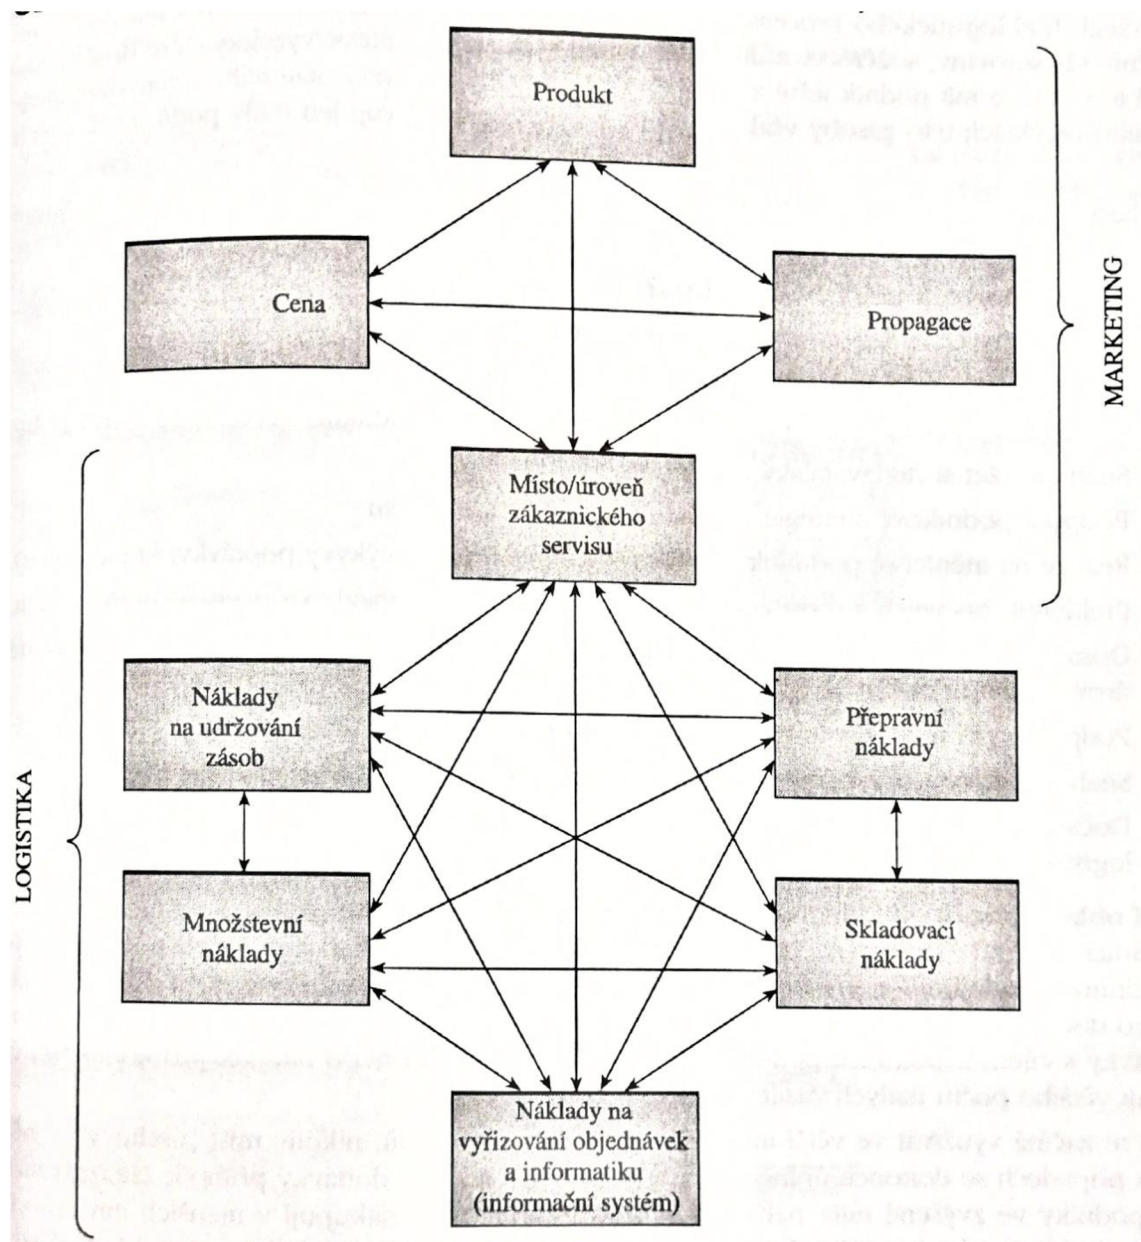 Produkt
Cena
Propagace
MARKETING
Místo/úroveň
zákaznického
servisu
Náklady
na udržování
zásob
Přepravní
náklady
LOGISTIKA
Množstevní
náklady
Skladovací
náklady
Náklady na
vyřizování objednávek
a informatiku
(informační systém)